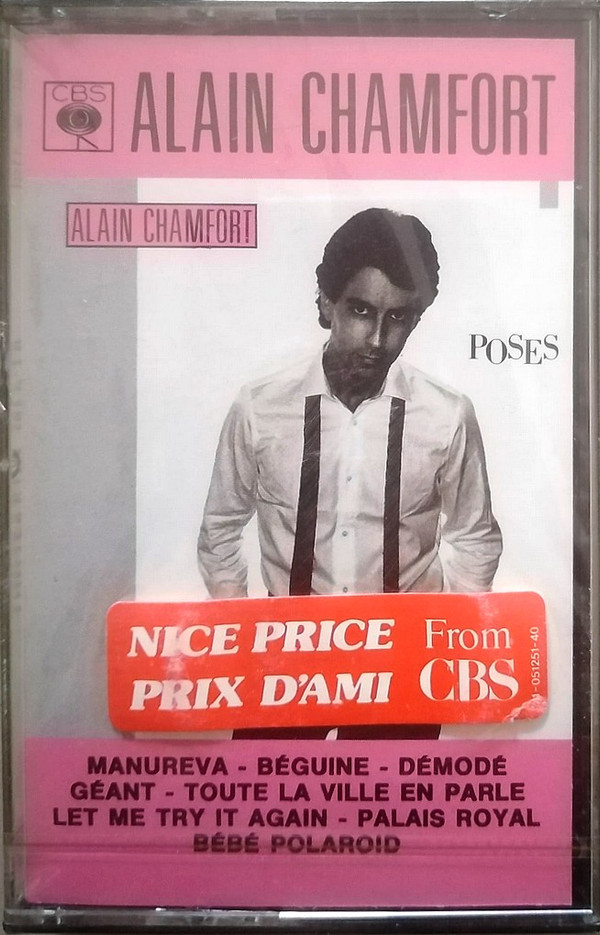 CBS
ALAIN CHAMFORT
ALAIN CHAMFORT
POSES
NICE PRICE
PRIX D'AMI
From
CBS
MANUREVA - BÉGUINE - DÉMODÉ
GÉANT - TOUTE LA VILLE EN PARLE
LET ME TRY IT AGAIN - PALAIS ROYAL
BÉBÉ POLAROID